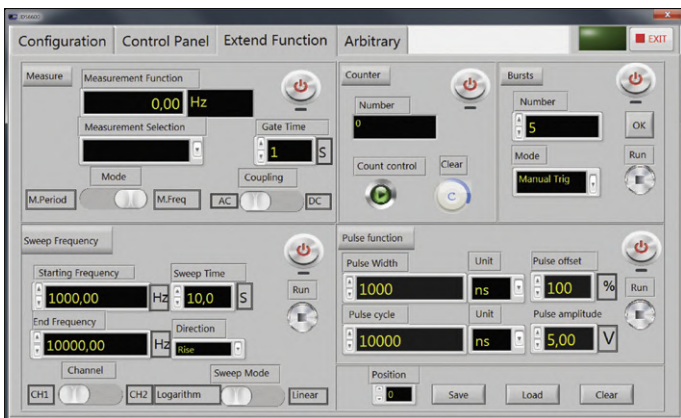 Configuration
Control Panel
Extend Function
Arbitrary
EXIT
Measure
Measurement Function
0,00 Hz
Measurement Selection
Gate Time
1 S
Mode
Coupling
M.Period
M.Freq
AC
DC
Counter
Number
0
Count control
Clear
C
Bursts
Number
5
OK
Mode
Run
Manual Trig
Sweep Frequency
Starting Frequency
Sweep Time
1000,00 Hz
10,0 S
Run
End Frequency
Direction
10000,00 Hz
Rise
Channel
Sweep Mode
CH1
CH2
Logarithm
Linear
Pulse function
Pulse Width
Unit
Pulse offset
1000
ns
100 %
Run
Pulse cycle
Unit
Pulse amplitude
10000
ns
5,00 V
Position
0
Save
Load
Clear